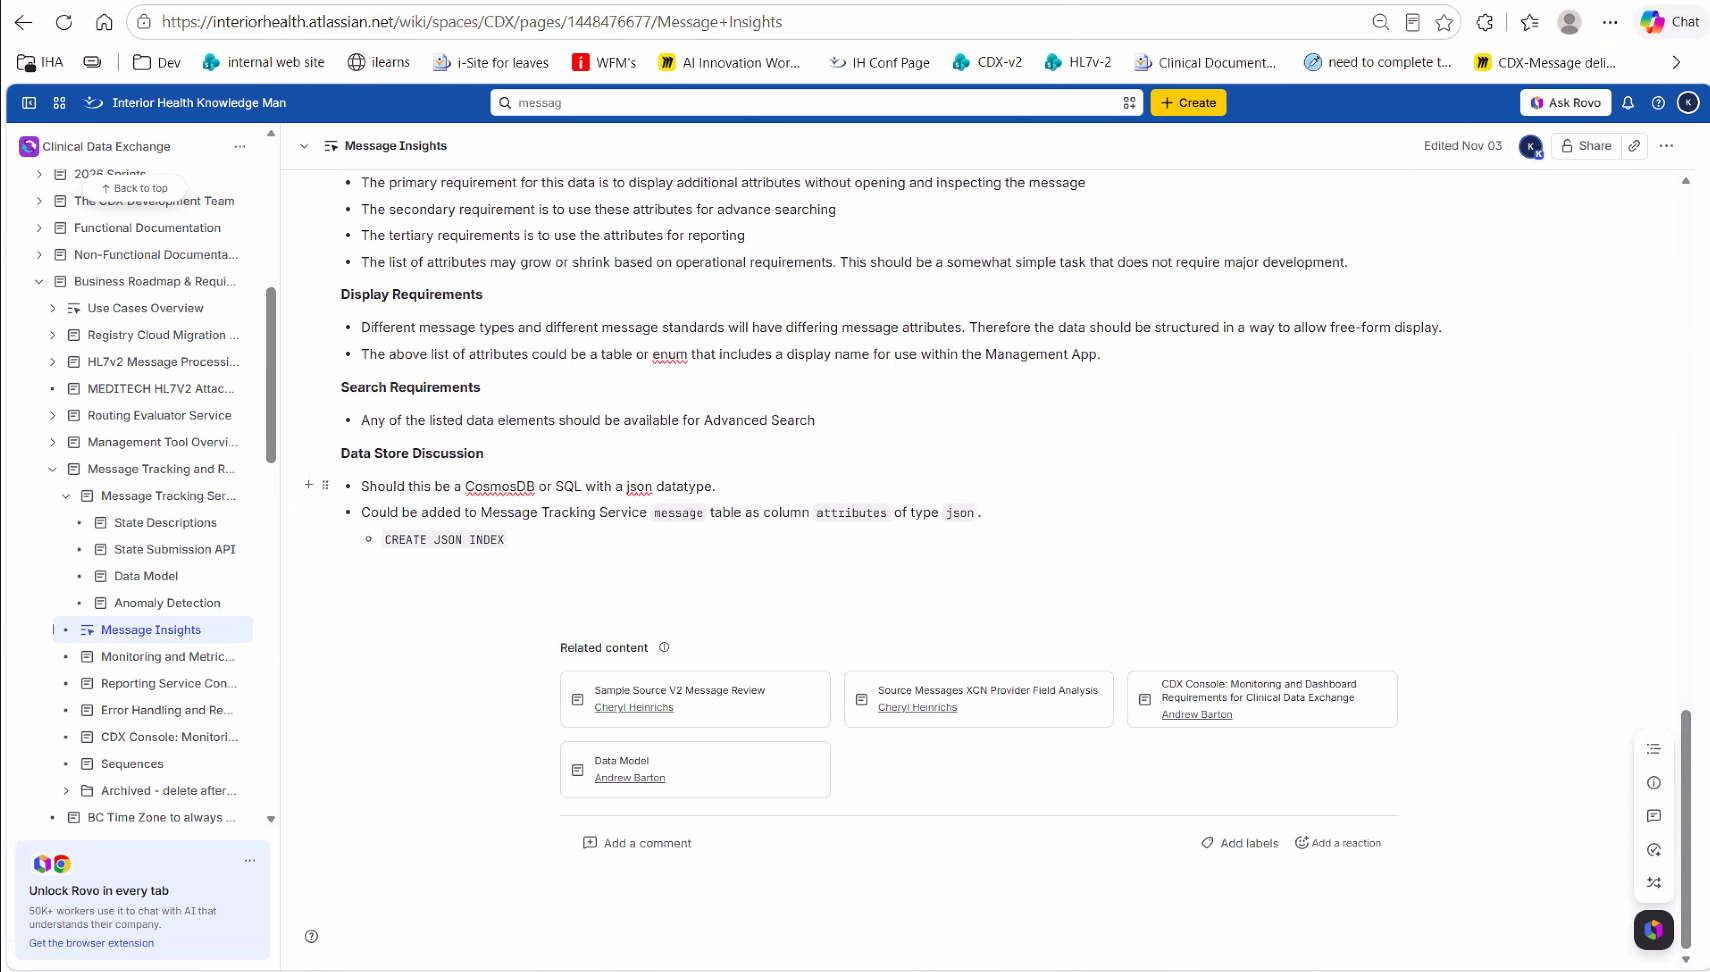 https://interiorhealth.atlassian.net/wiki/spaces/CDX/pages/1448476677/Message+Insights
Chat
IHA
Dev
internal web site
ilearns
i-Site for leaves
WFM's
AI Innovation Wor...
IH Conf Page
CDX-v2
HL7v-2
Clinical Document...
need to complete t...
CDX-Message deli...
Interior Health Knowledge Man
messag
Create
Ask Rovo
K
Clinical Data Exchange
2026 Sprints
Back to top
The CDX Development Team
Functional Documentation
Non-Functional Documenta...
Business Roadmap & Requi...
Use Cases Overview
Registry Cloud Migration ...
HL7v2 Message Processi...
MEDITECH HL7V2 Attac...
Routing Evaluator Service
Management Tool Overvi...
Message Tracking and R...
Message Tracking Ser...
State Descriptions
State Submission API
Data Model
Anomaly Detection
Message Insights
Monitoring and Metric...
Reporting Service Con...
Error Handling and Re...
CDX Console: Monitori...
Sequences
Archived - delete after...
BC Time Zone to always ...
Unlock Rovo in every tab
50K+ workers use it to chat with AI that
understands their company.
Get the browser extension
Message Insights
Edited Nov 03
K
K
Share
• The primary requirement for this data is to display additional attributes without opening and inspecting the message
• The secondary requirement is to use these attributes for advance searching
• The tertiary requirements is to use the attributes for reporting
• The list of attributes may grow or shrink based on operational requirements. This should be a somewhat simple task that does not require major development.
Display Requirements
• Different message types and different message standards will have differing message attributes. Therefore the data should be structured in a way to allow free-form display.
• The above list of attributes could be a table or enum that includes a display name for use within the Management App.
Search Requirements
• Any of the listed data elements should be available for Advanced Search
Data Store Discussion
• Should this be a CosmosDB or SQL with a json datatype.
• Could be added to Message Tracking Service message table as column attributes of type json.
CREATE JSON INDEX
Related content
Sample Source V2 Message Review
Cheryl Heinrichs
Source Messages XCN Provider Field Analysis
Cheryl Heinrichs
CDX Console: Monitoring and Dashboard
Requirements for Clinical Data Exchange
Andrew Barton
Data Model
Andrew Barton
Add a comment
Add labels
Add a reaction